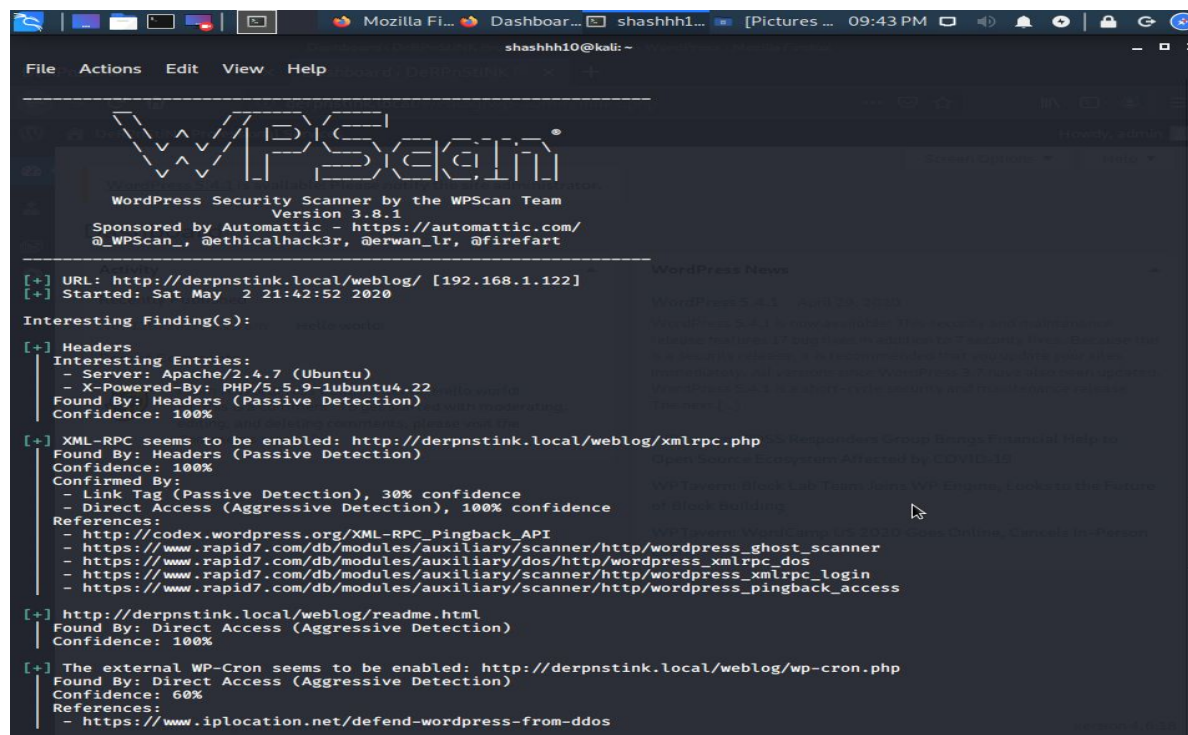 Mozilla Fi... Dashboar... shashhh1... [Pictures ... 09:43 PM
shashhh10@kali: ~
File Actions Edit View Help
WPScan®
WordPress Security Scanner by the WPScan Team
Version 3.8.1
Sponsored by Automattic - https://automattic.com/
@_WPScan_, @ethicalhack3r, @erwan_lr, @firefart
[+] URL: http://derpnstink.local/weblog/ [192.168.1.122]
[+] Started: Sat May  2 21:42:52 2020
Interesting Finding(s):
[+] Headers
| Interesting Entries:
|  - Server: Apache/2.4.7 (Ubuntu)
|  - X-Powered-By: PHP/5.5.9-1ubuntu4.22
| Found By: Headers (Passive Detection)
| Confidence: 100%
[+] XML-RPC seems to be enabled: http://derpnstink.local/weblog/xmlrpc.php
| Found By: Headers (Passive Detection)
| Confidence: 100%
| Confirmed By:
|  - Link Tag (Passive Detection), 30% confidence
|  - Direct Access (Aggressive Detection), 100% confidence
| References:
|  - http://codex.wordpress.org/XML-RPC_Pingback_API
|  - https://www.rapid7.com/db/modules/auxiliary/scanner/http/wordpress_ghost_scanner
|  - https://www.rapid7.com/db/modules/auxiliary/dos/http/wordpress_xmlrpc_dos
|  - https://www.rapid7.com/db/modules/auxiliary/scanner/http/wordpress_xmlrpc_login
|  - https://www.rapid7.com/db/modules/auxiliary/scanner/http/wordpress_pingback_access
[+] http://derpnstink.local/weblog/readme.html
| Found By: Direct Access (Aggressive Detection)
| Confidence: 100%
[+] The external WP-Cron seems to be enabled: http://derpnstink.local/weblog/wp-cron.php
| Found By: Direct Access (Aggressive Detection)
| Confidence: 60%
| References:
|  - https://www.iplocation.net/defend-wordpress-from-ddos
Howdy, admin
Activity
WordPress News